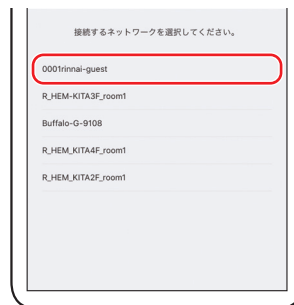 接続するネットワークを選択してください。
0001rinnai-guest
R_HEM-KITA3F_room1
Buffalo-G-9108
R_HEM_KITA4F_room1
R_HEM_KITA2F_room1